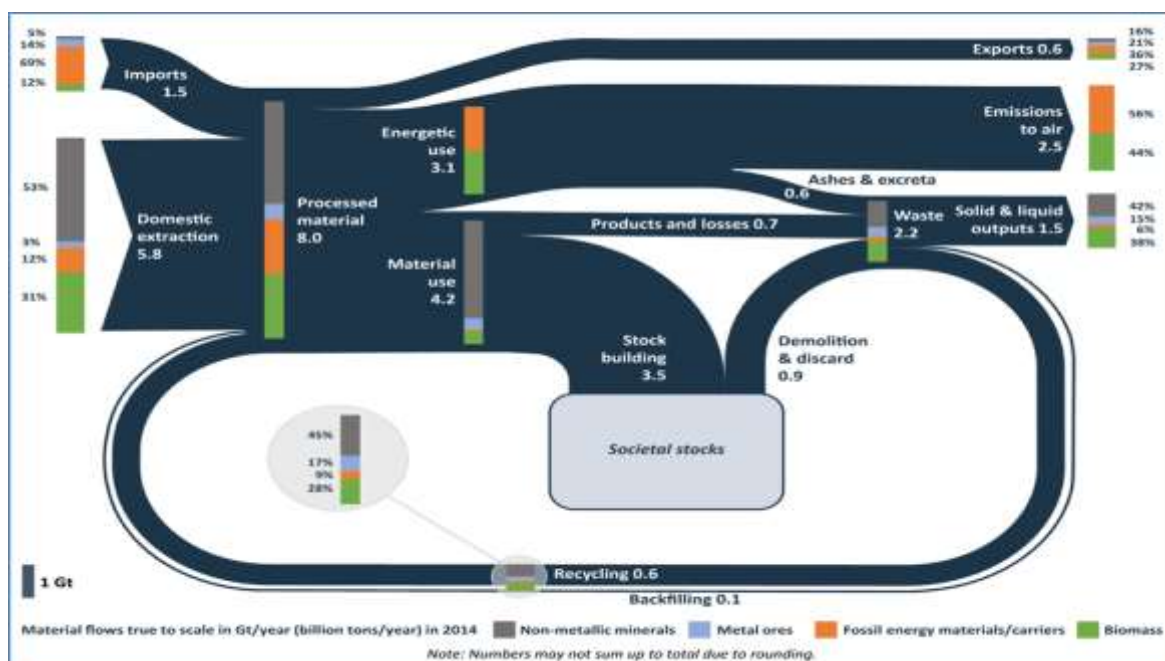 5%
14%
69%
12%
Imports
1.5
Exports 0.6
16%
21%
36%
27%
53%
3%
12%
31%
Domestic
extraction
5.8
Processed
material
8.0
Energetic
use
3.1
Material
use
4.2
Emissions
to air
2.5
56%
44%
Ashes & excreta
0.6
Products and losses 0.7
Waste
2.2
Solid & liquid
outputs 1.5
42%
15%
6%
38%
Stock
building
3.5
Demolition
& discard
0.9
Societal stocks
45%
17%
9%
28%
Recycling 0.6
Backfilling 0.1
1 Gt
Material flows true to scale in Gt/year (billion tons/year) in 2014
Non-metallic minerals
Metal ores
Fossil energy materials/carriers
Biomass
Note: Numbers may not sum up to total due to rounding.